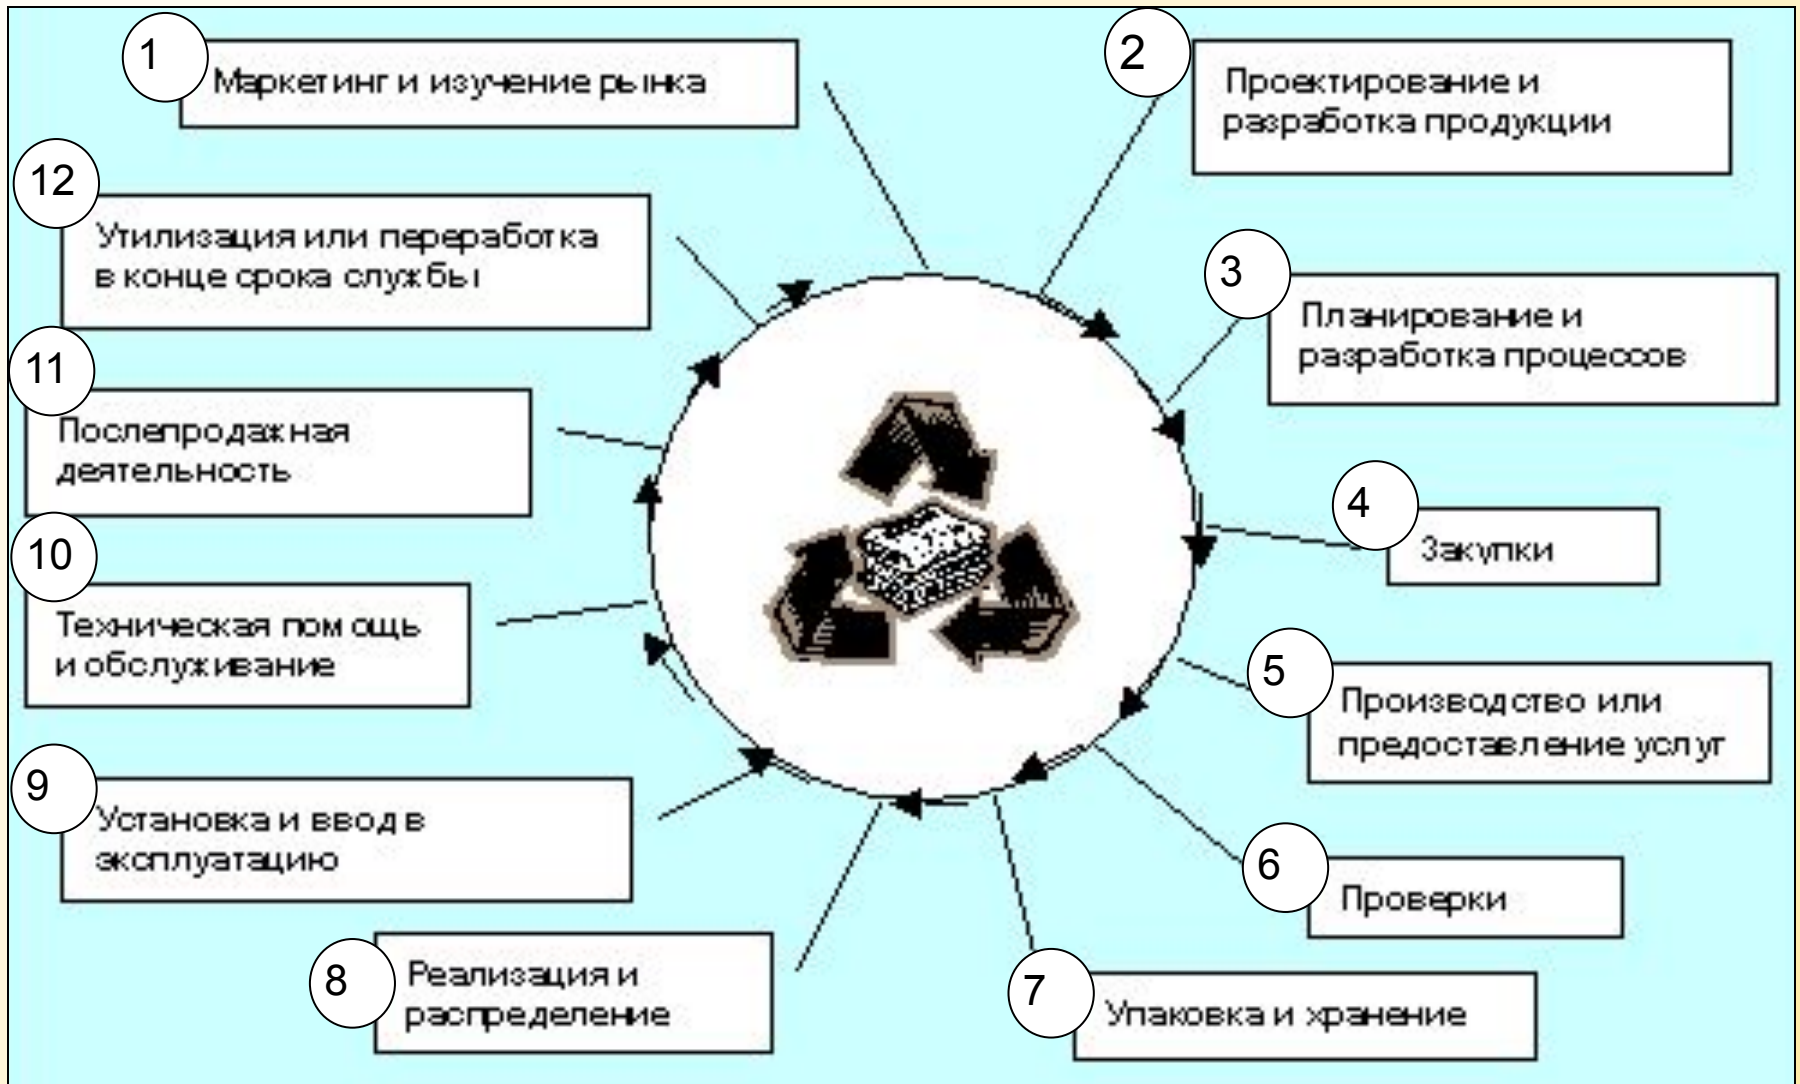 1
Маркетинг и изучение рынка
2
Проектирование и
разработка продукции
3
Планирование и
разработка процессов
4
Закупки
5
Производство или
предоставление услуг
6
Проверки
7
Упаковка и хранение
8
Реализация и
распределение
9
Установка и ввод в
эксплуатацию
10
Техническая помощь
и обслуживание
11
Послепродажная
деятельность
12
Утилизация или переработка
в конце срока службы